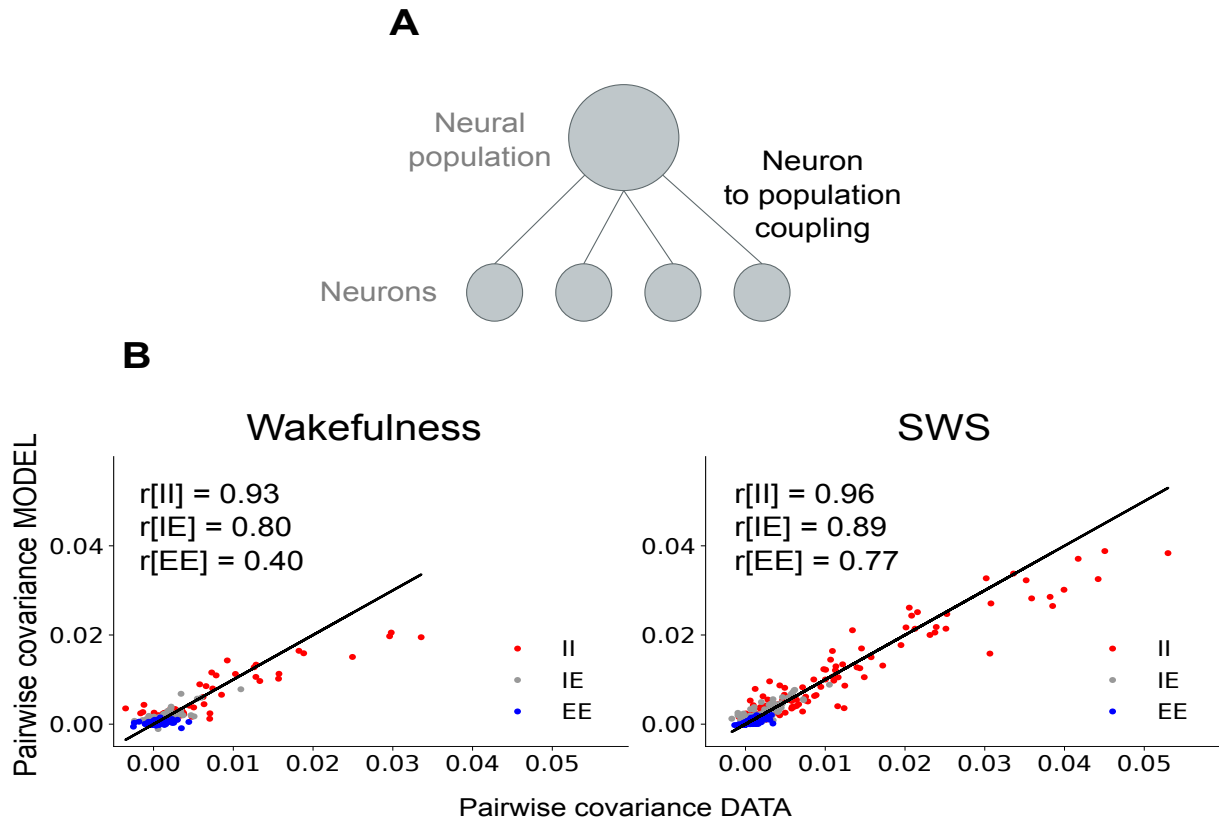 A
Neural
population
Neuron
to population
coupling
Neurons
B
Wakefulness
SWS
Pairwise covariance MODEL
r[II] = 0.93
r[IE] = 0.80
r[EE] = 0.40
0.04
0.02
0.00
II
IE
EE
0.00 0.01 0.02 0.03 0.04 0.05
r[II] = 0.96
r[IE] = 0.89
r[EE] = 0.77
0.04
0.02
0.00
II
IE
EE
0.00 0.01 0.02 0.03 0.04 0.05
Pairwise covariance DATA